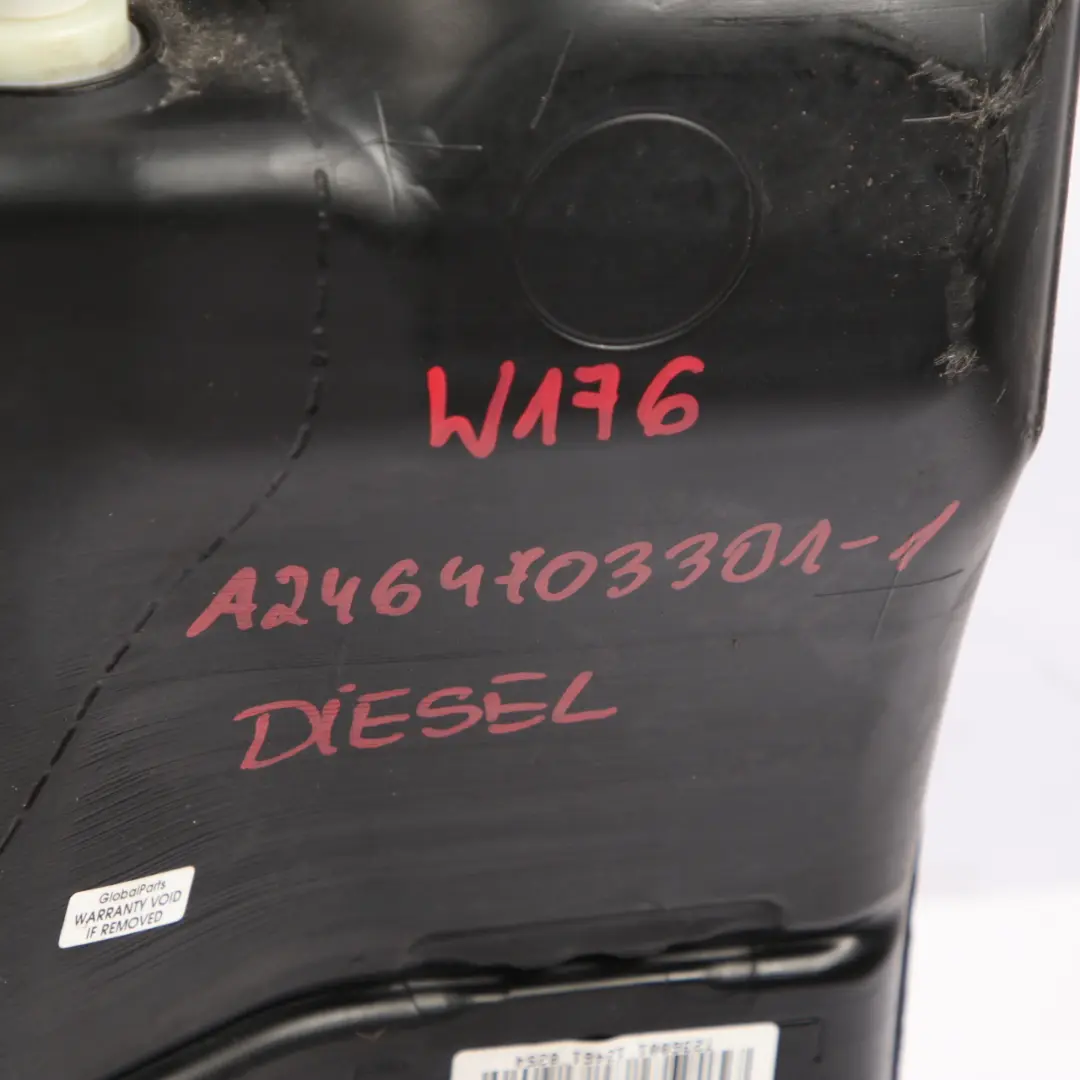 W176
A2464703301-1
DIESEL
GlobalParts
WARRANTY VOID
IF REMOVED